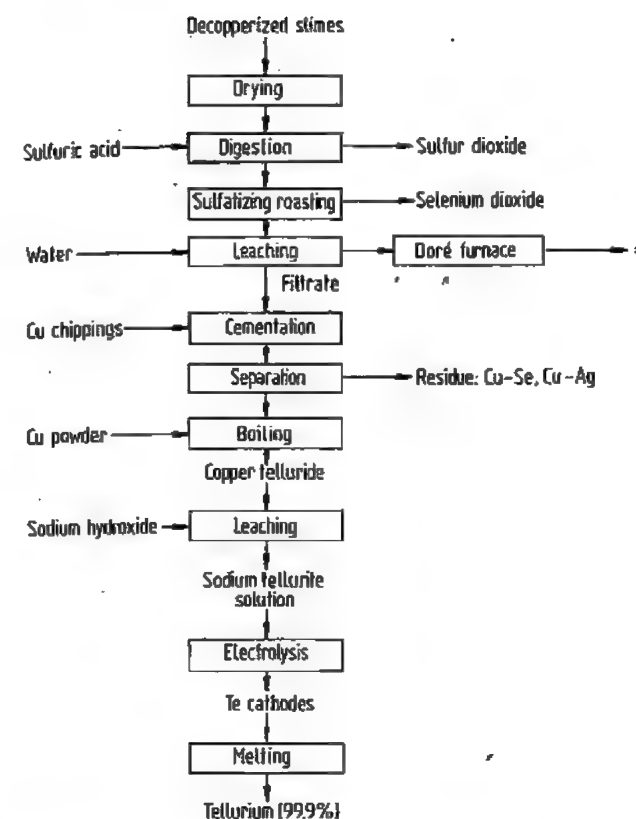 Decopperized slimes
Drying
Sulfuric acid
Digestion
Sulfur dioxide
Sulfatizing roasting
Selenium dioxide
Water
Leaching
Doré furnace
Filtrate
Cu chippings
Cementation
Separation
Residue: Cu-Se, Cu-Ag
Cu powder
Boiling
Copper telluride
Sodium hydroxide
Leaching
Sodium tellurite
solution
Electrolysis
Te cathodes
Melting
Tellurium (99.9%)